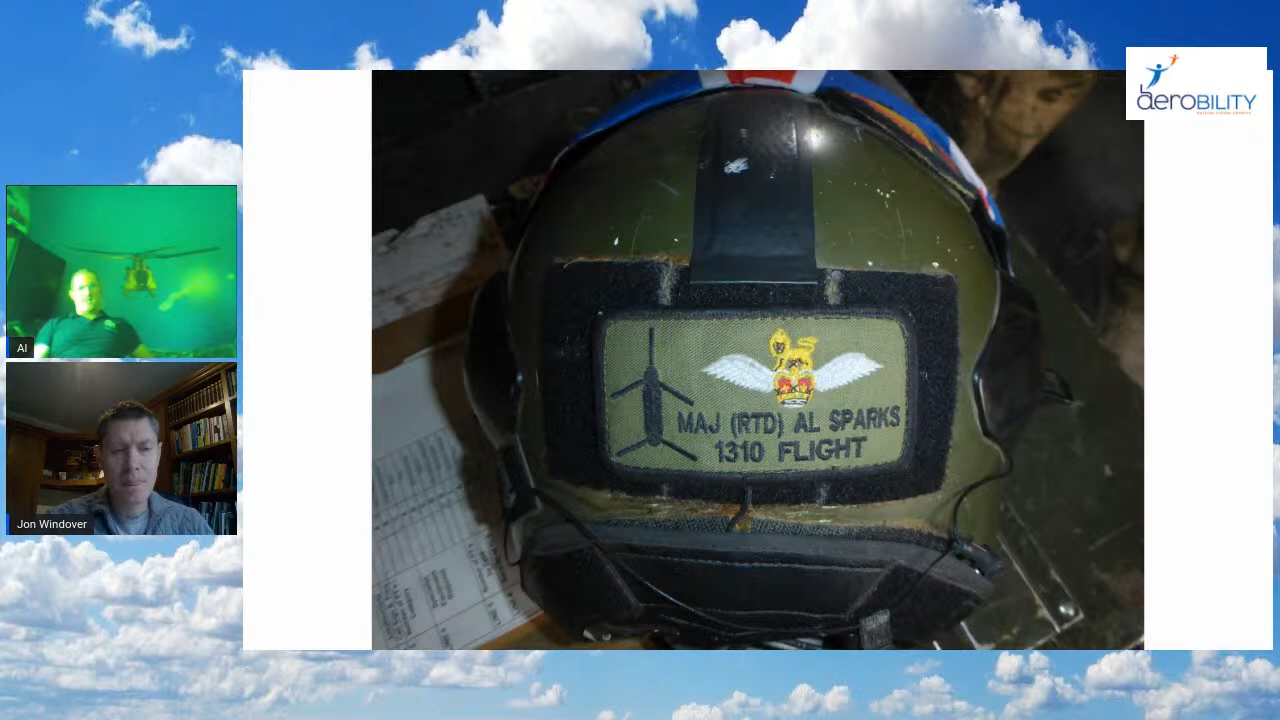 aeroBILITY
MAJ (RTD) AL SPARKS
1310 FLIGHT
Al
Jon Windover